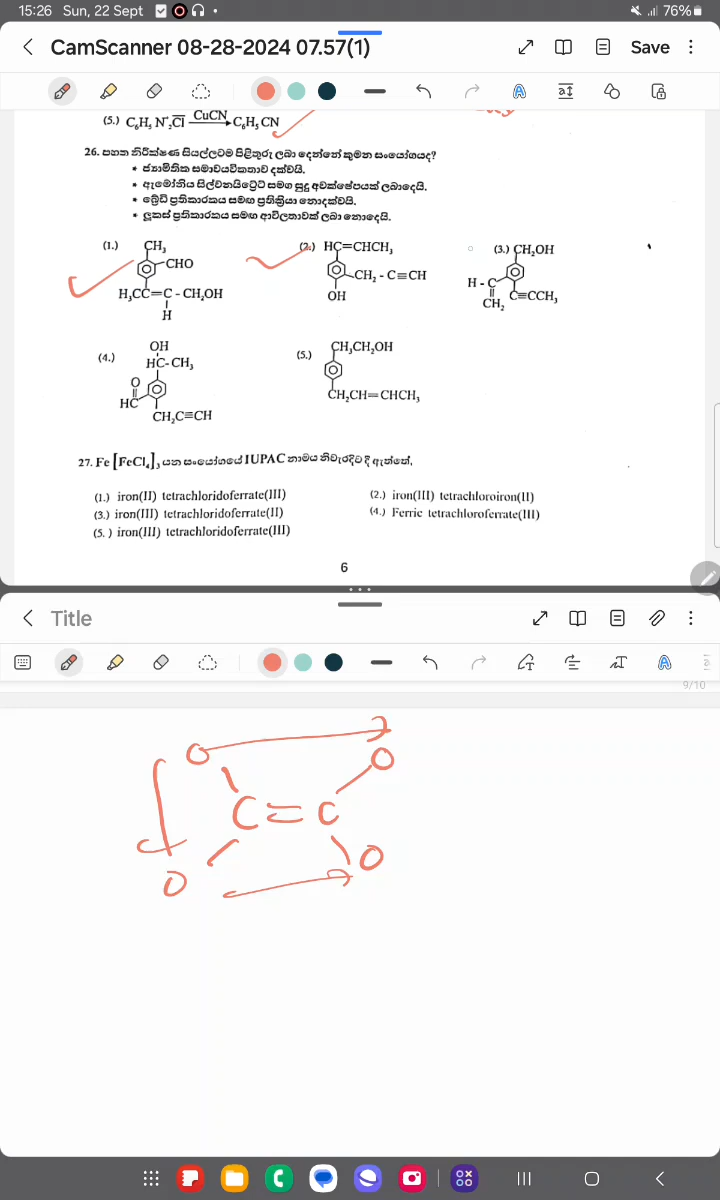 15:26 Sun, 22 Sept 76%
CamScanner 08-28-2024 07.57(1) Save
(5.) C₆H₅ N⁺₂Cl̅ CuCN C₆H₅ CN
26. පහත නිරීක්ෂණ සියල්ලටම පිළිතුරු ලබා දෙන්නේ කුමන සංයෝගයද?
• ජ්‍යාමිතික සමාවයවිකතාව දක්වයි.
• ඇමෝනීය සිල්වනයිට්‍රේට් සමග සුදු අවක්ෂේපයක් ලබාදෙයි.
• බ්‍රේඩි ප්‍රතිකාරකය සමඟ ප්‍රතික්‍රියා නොදක්වයි.
• ලූකස් ප්‍රතිකාරකය සමඟ ආවිලතාවක් ලබා නොදෙයි.
(1.) CH₃
CHO
H₃CC=C - CH₂OH
H
(2.) HC=CHCH₃
CH₂ - C≡CH
OH
(3.) CH₂OH
H - C
CH₂ C≡CCH₃
(4.) OH
HC- CH₃
O
HC
CH₂C≡CH
(5.) CH₂CH₂OH
CH₂CH=CHCH₃
27. Fe [FeCl₄]₃ යන සංයෝගයේ IUPAC නාමය නිවැරදිව දී ඇත්තේ,
(1.) iron(II) tetrachloridoferrate(III) (2.) iron(III) tetrachloroiron(II)
(3.) iron(III) tetrachloridoferrate(II) (4.) Ferric tetrachloroferrate(III)
(5. ) iron(III) tetrachloridoferrate(III)
6
Title
9/10
O O
C=C
O O